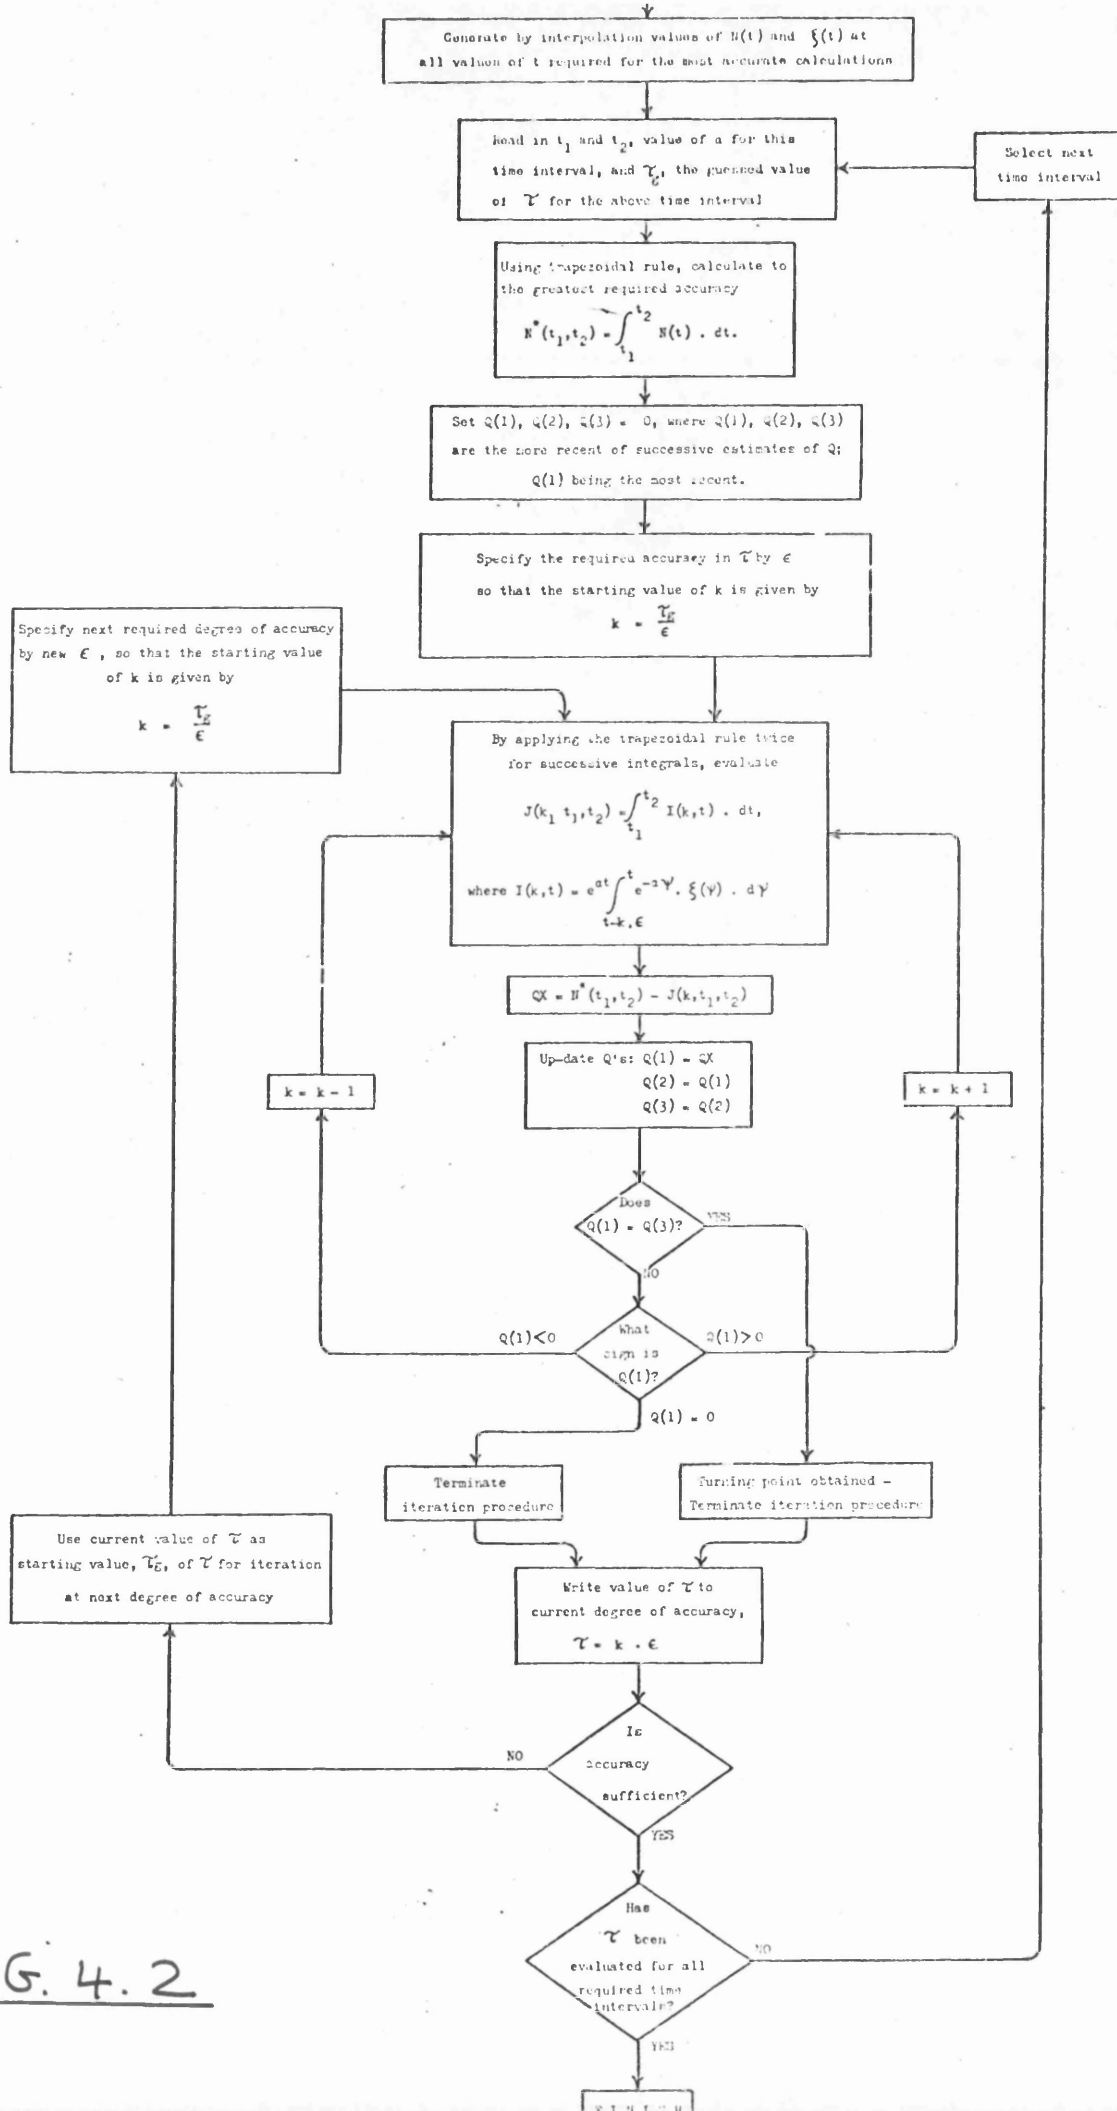 Generate by interpolation values of N(t) and ξ(t) at
all values of t required for the most accurate calculations
Read in t₁ and t₂, value of α for this
time interval, and τ_E, the guessed value
of τ for the above time interval
Select next
time interval
Using trapezoidal rule, calculate to
the greatest required accuracy
N*(t₁,t₂) = ∫_{t₁}^{t₂} N(t) . dt.
Set Q(1), Q(2), Q(3) = 0, where Q(1), Q(2), Q(3)
are the more recent of successive estimates of Q;
Q(1) being the most recent.
Specify the required accuracy in τ by ε
so that the starting value of k is given by
k = τ_E/ε
Specify next required degree of accuracy
by new ε , so that the starting value
of k is given by
k = τ_E/ε
By applying the trapezoidal rule twice
for successive integrals, evaluate
J(k₁ t₁,t₂) = ∫_{t₁}^{t₂} I(k,t) . dt,
where I(k,t) = e^{αt} ∫_{t-k.ε}^{t} e^{-αψ}. ξ(ψ) . dψ
QX = N*(t₁,t₂) - J(k,t₁,t₂)
Up-date Q's: Q(1) = QX
Q(2) = Q(1)
Q(3) = Q(2)
k = k - 1
k = k + 1
Does
Q(1) = Q(3)?
YES
NO
What
sign is
Q(1)?
Q(1)<0
Q(1)>0
Q(1) = 0
Terminate
iteration procedure
Turning point obtained -
Terminate iteration procedure
Use current value of τ as
starting value, τ_E, of τ for iteration
at next degree of accuracy
Write value of τ to
current degree of accuracy,
τ = k . ε
Is
accuracy
sufficient?
NO
YES
Has
τ been
evaluated for all
required time
intervals?
NO
YES
FINISH
G. 4.2